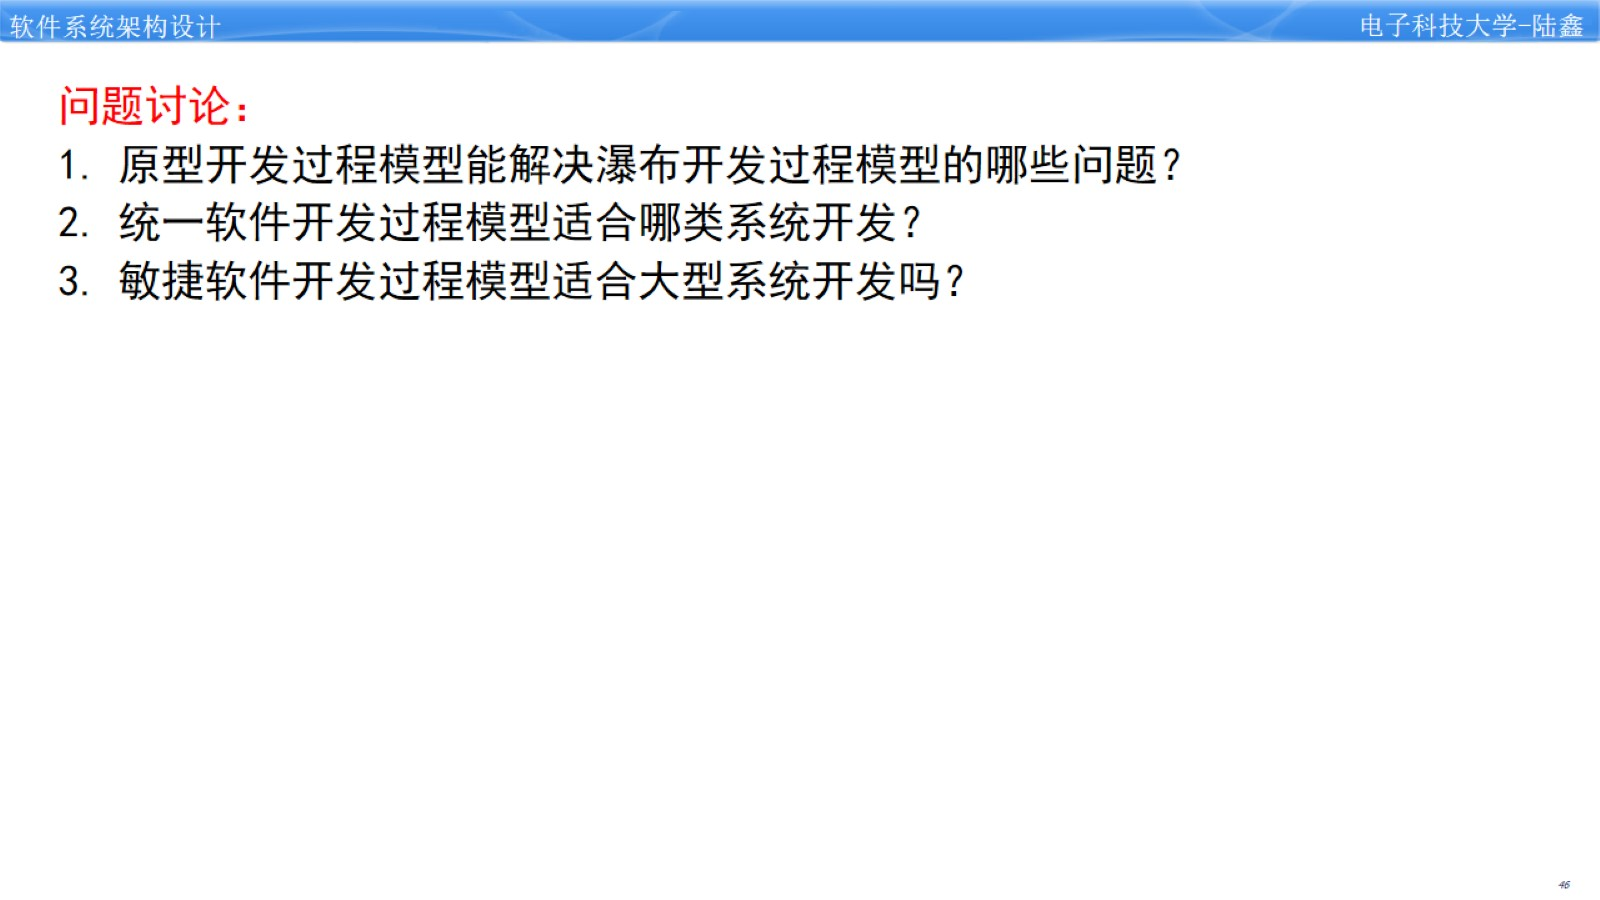 软件系统架构设计
电子科技大学-陆鑫
问题讨论：
1. 原型开发过程模型能解决瀑布开发过程模型的哪些问题？
2. 统一软件开发过程模型适合哪类系统开发？
3. 敏捷软件开发过程模型适合大型系统开发吗？
46